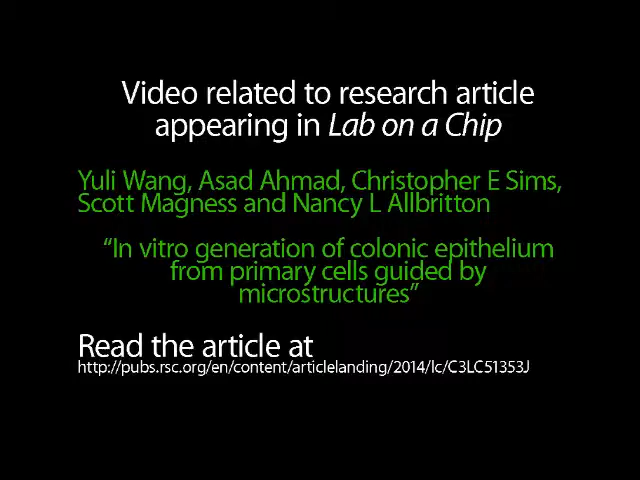 Video related to research article
appearing in Lab on a Chip
Yuli Wang, Asad Ahmad, Christopher E Sims,
Scott Magness and Nancy L Allbritton
“In vitro generation of colonic epithelium
from primary cells guided by
microstructures”
Read the article at
http://pubs.rsc.org/en/content/articlelanding/2014/lc/C3LC51353J